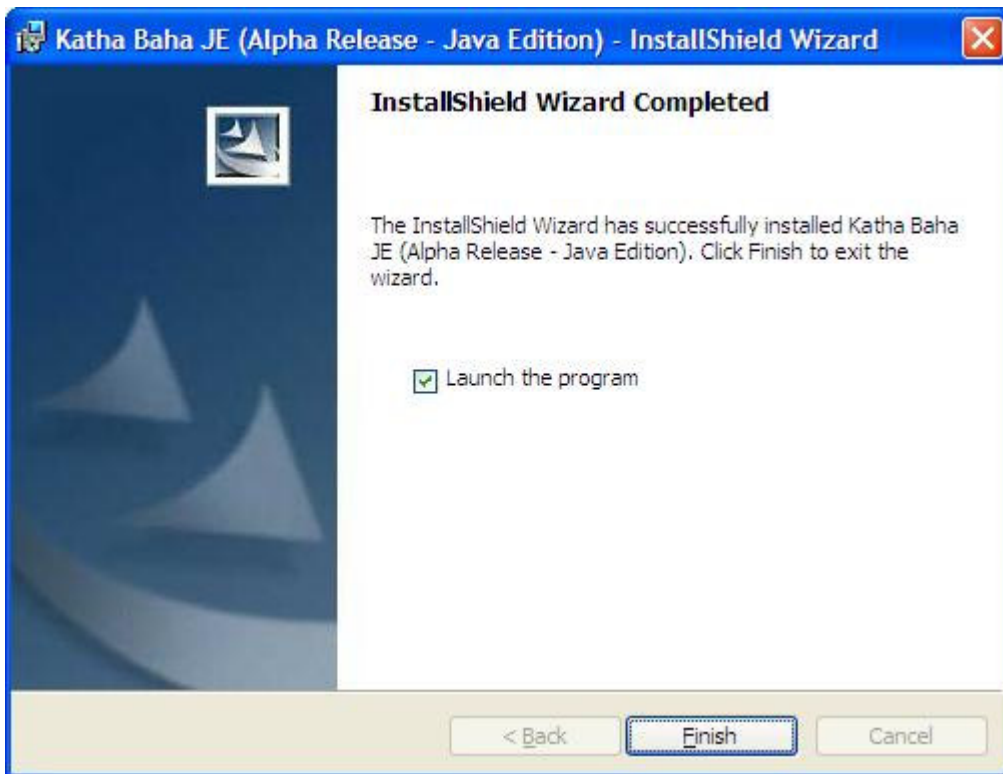 Katha Baha JE (Alpha Release - Java Edition) - InstallShield Wizard
InstallShield Wizard Completed
The InstallShield Wizard has successfully installed Katha Baha
JE (Alpha Release - Java Edition). Click Finish to exit the
wizard.
Launch the program
< Back
Finish
Cancel